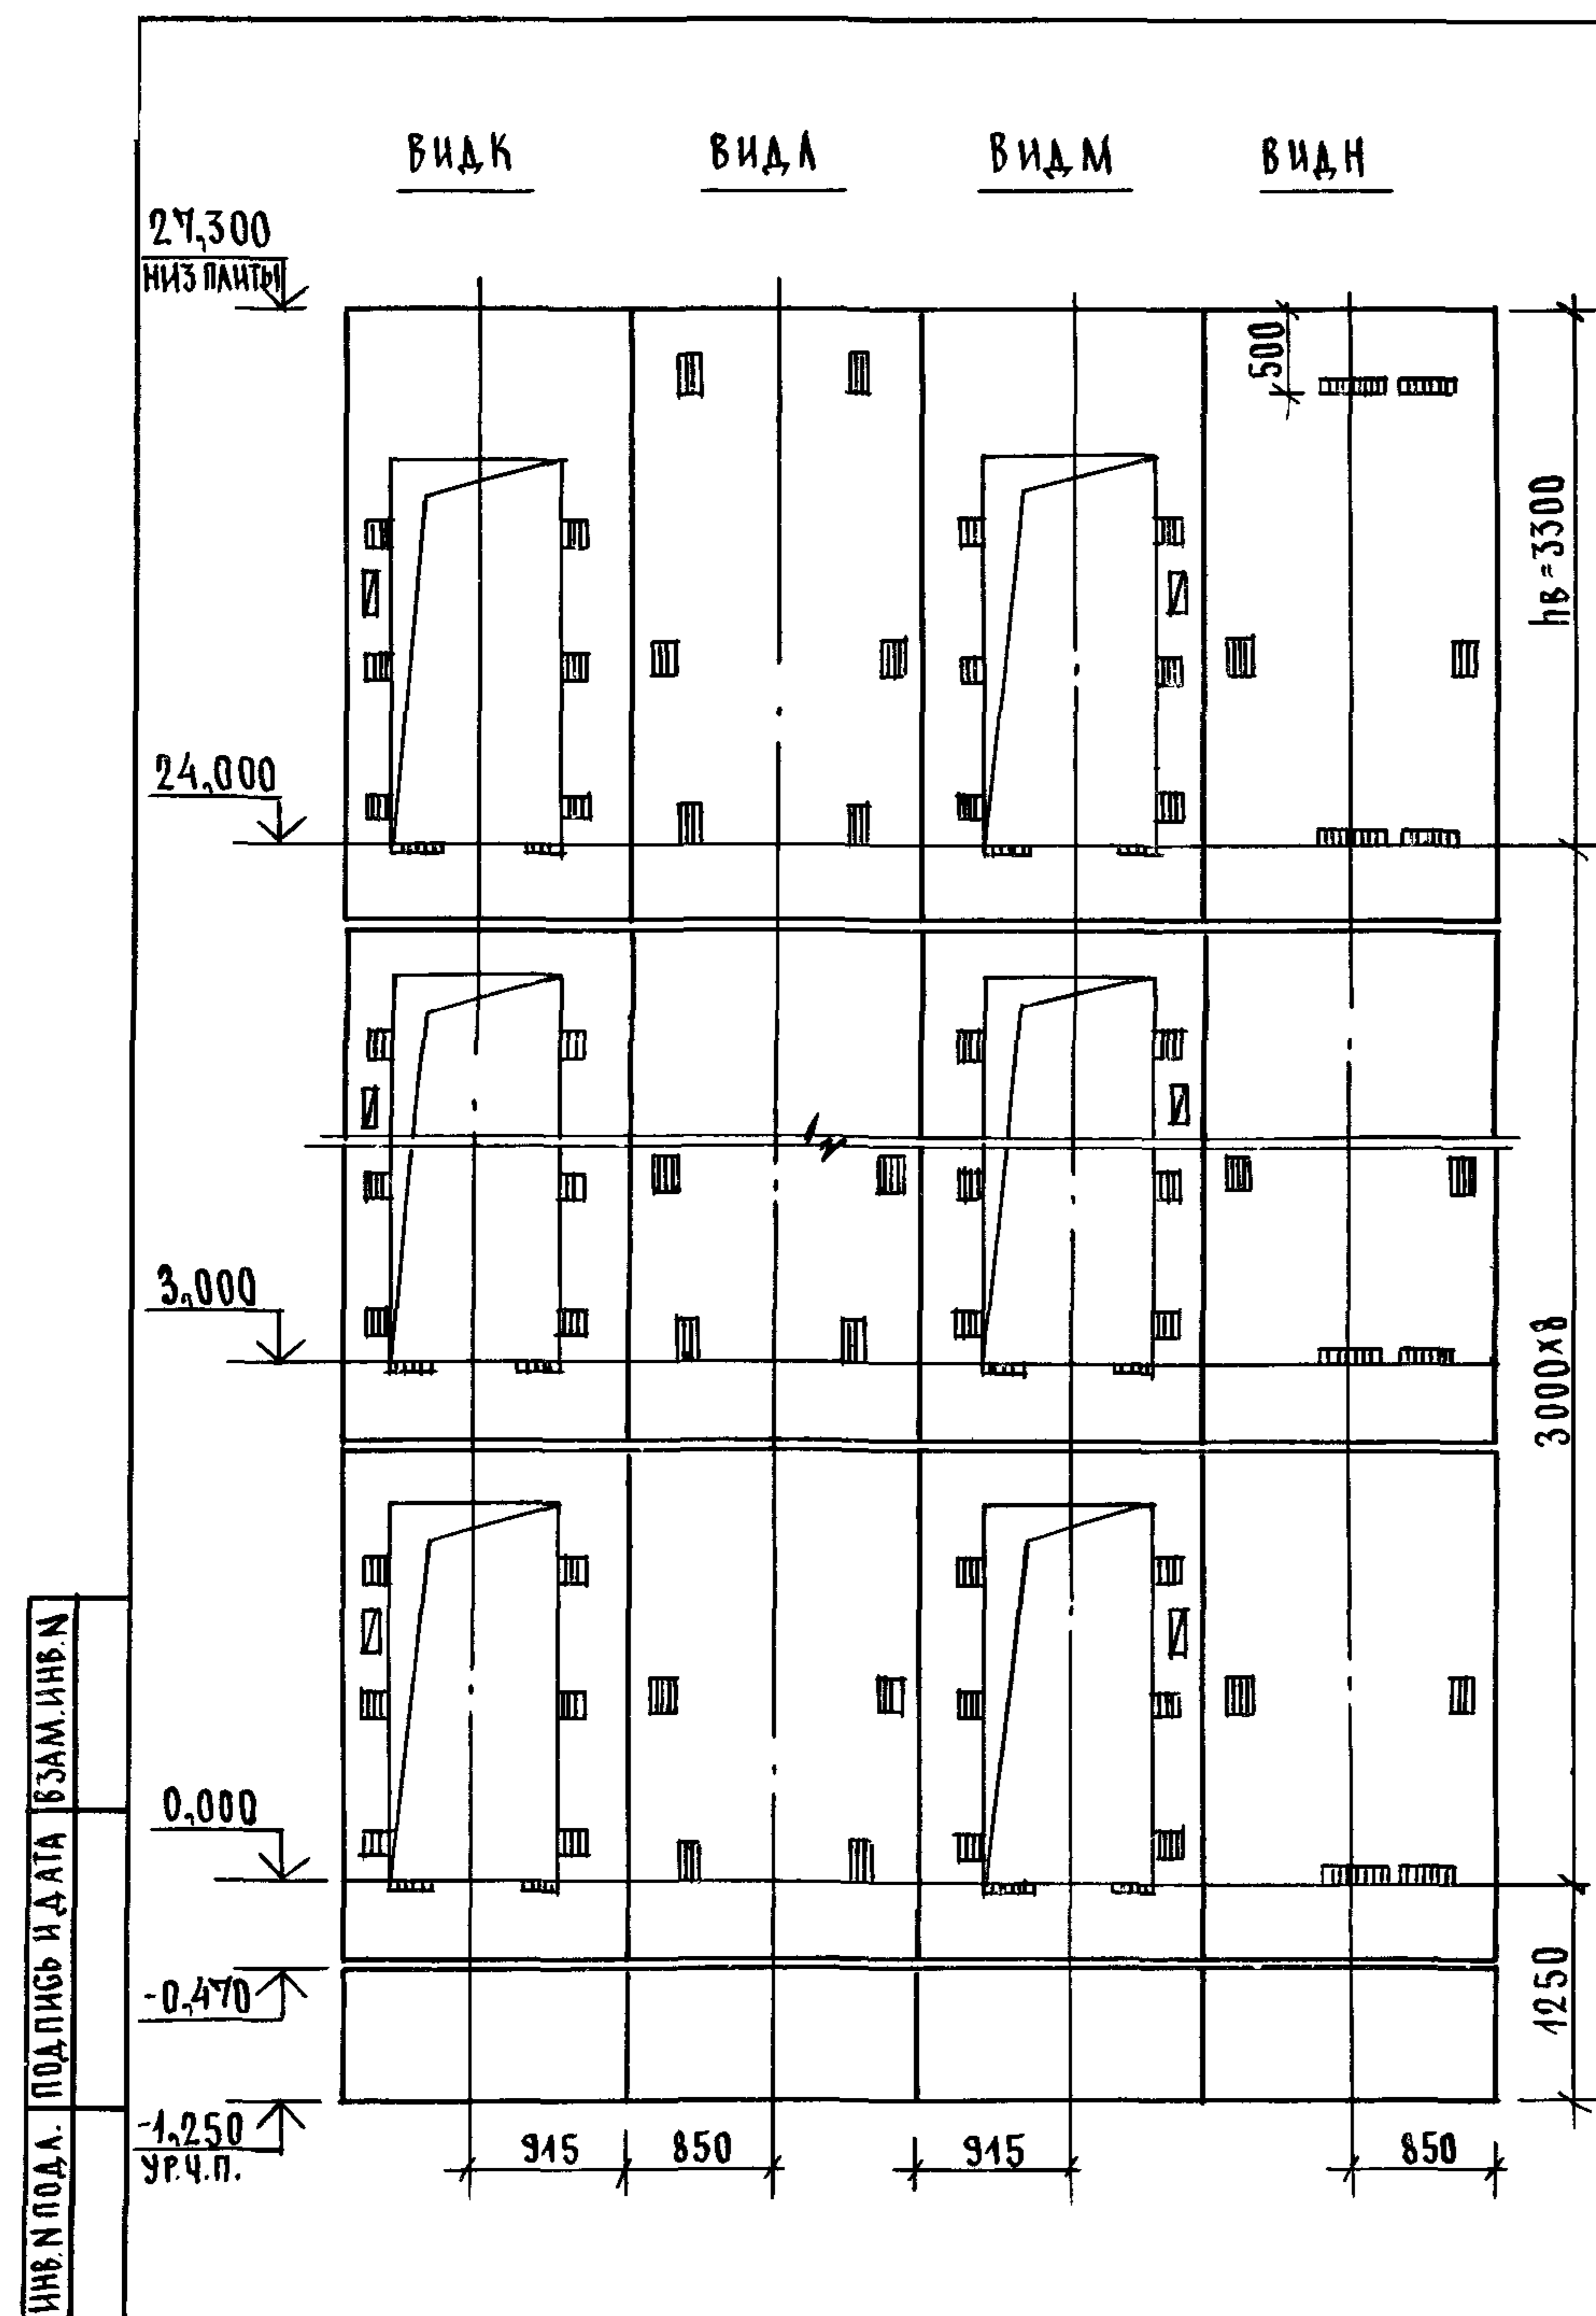 ВИД К
ВИД Л
ВИД М
ВИД Н
27,300
НИЗ ПЛИТЫ
500
hв=3300
24,000
3,000
3000х8
0,000
-0,470
1250
-1,250
УР.Ч.П.
915
850
915
850
ВЗАМ.ИНВ.N
ПОДПИСЬ И ДАТА
ИНВ.N ПОДЛ.